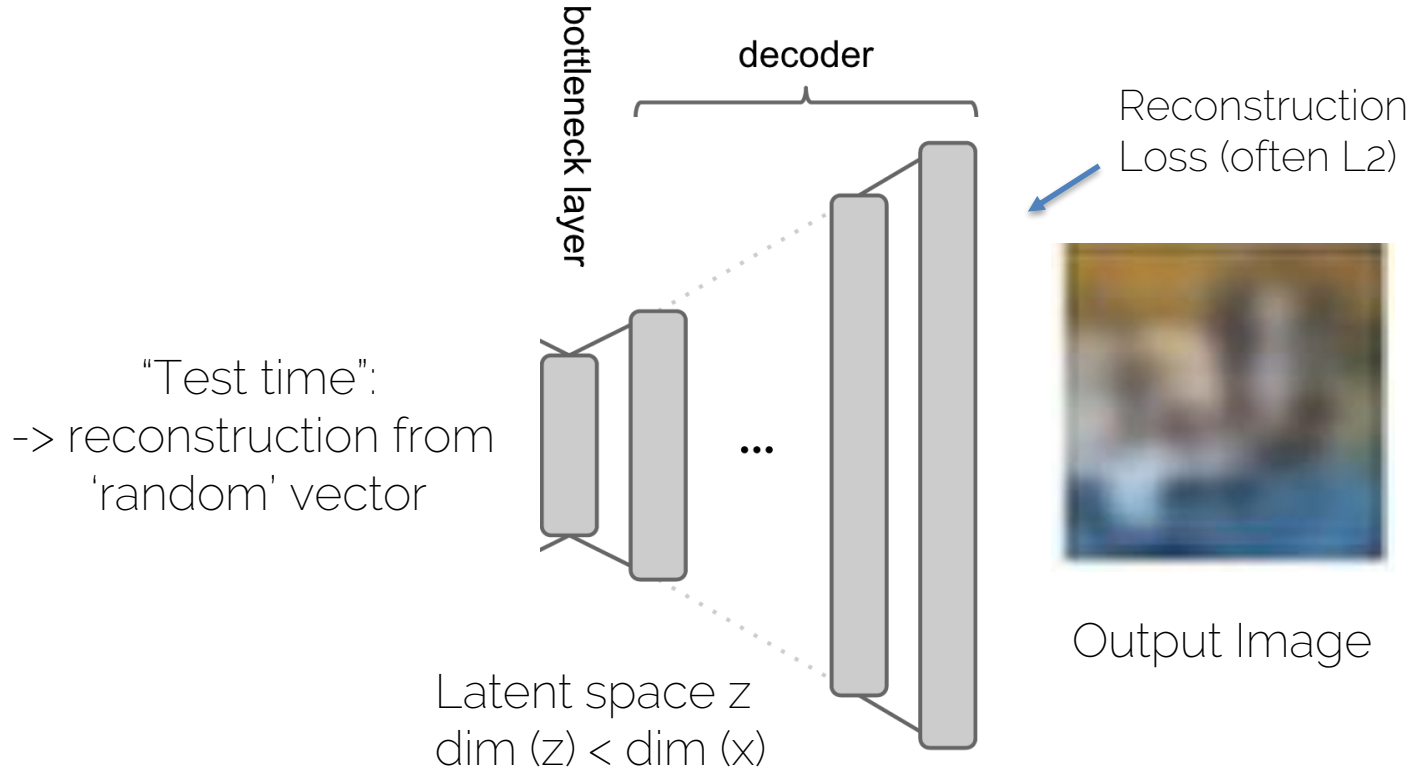 bottleneck layer
decoder
Reconstruction
Loss (often L2)
“Test time”:
-> reconstruction from
‘random’ vector
...
Output Image
Latent space z
dim (z) < dim (x)